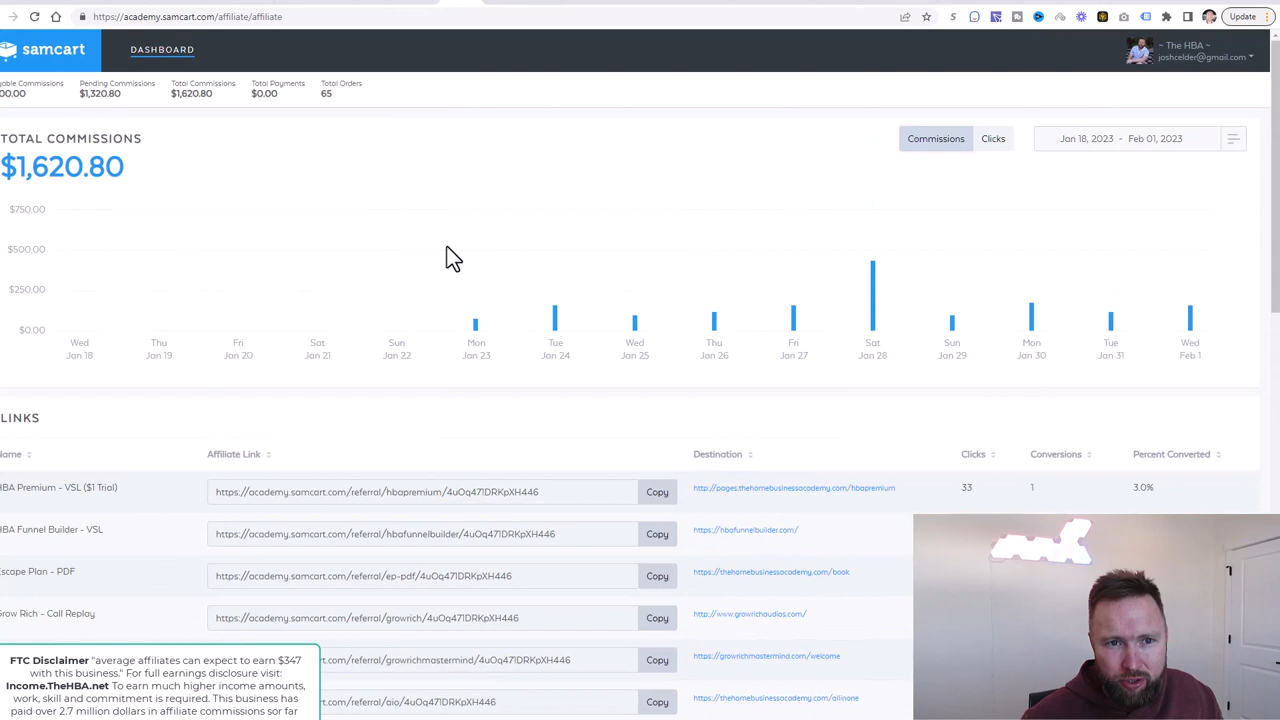 https://academy.samcart.com/affiliate/affiliate
Update
samcart
DASHBOARD
~ The HBA ~
joshcelder@gmail.com
yable Commissions Pending Commissions Total Commissions Total Payments Total Orders
00.00 $1,320.80 $1,620.80 $0.00 65
TOTAL COMMISSIONS
$1,620.80
Commissions Clicks Jan 18, 2023 - Feb 01, 2023
$750.00
$500.00
$250.00
$0.00
Wed Thu Fri Sat Sun Mon Tue Wed Thu Fri Sat Sun Mon Tue Wed
Jan 18 Jan 19 Jan 20 Jan 21 Jan 22 Jan 23 Jan 24 Jan 25 Jan 26 Jan 27 Jan 28 Jan 29 Jan 30 Jan 31 Feb 1
LINKS
Name Affiliate Link Destination Clicks Conversions Percent Converted
HBA Premium - VSL ($1 Trial) https://academy.samcart.com/referral/hbapremium/4uOq471DRKpXH446 Copy http://pages.thehomebusinessacademy.com/hbapremium 33 1 3.0%
HBA Funnel Builder - VSL https://academy.samcart.com/referral/hbafunnelbuilder/4uOq471DRKpXH446 Copy https://hbafunnelbuilder.com/
Escape Plan - PDF https://academy.samcart.com/referral/ep-pdf/4uOq471DRKpXH446 Copy https://thehomebusinessacademy.com/book
Grow Rich - Call Replay https://academy.samcart.com/referral/growrich/4uOq471DRKpXH446 Copy http://www.growrichaudios.com/
t.com/referral/growrichmastermind/4uOq471DRKpXH446 Copy https://growrichmastermind.com/welcome
t.com/referral/aio/4uOq471DRKpXH446 Copy https://thehomebusinessacademy.com/allinone
FTC Disclaimer "average affiliates can expect to earn $347
with this business." For full earnings disclosure visit:
Income.TheHBA.net To earn much higher income amounts,
work, skill and commitment is required. This business has
paid over 2.7 million dollars in affiliate commissions sor far